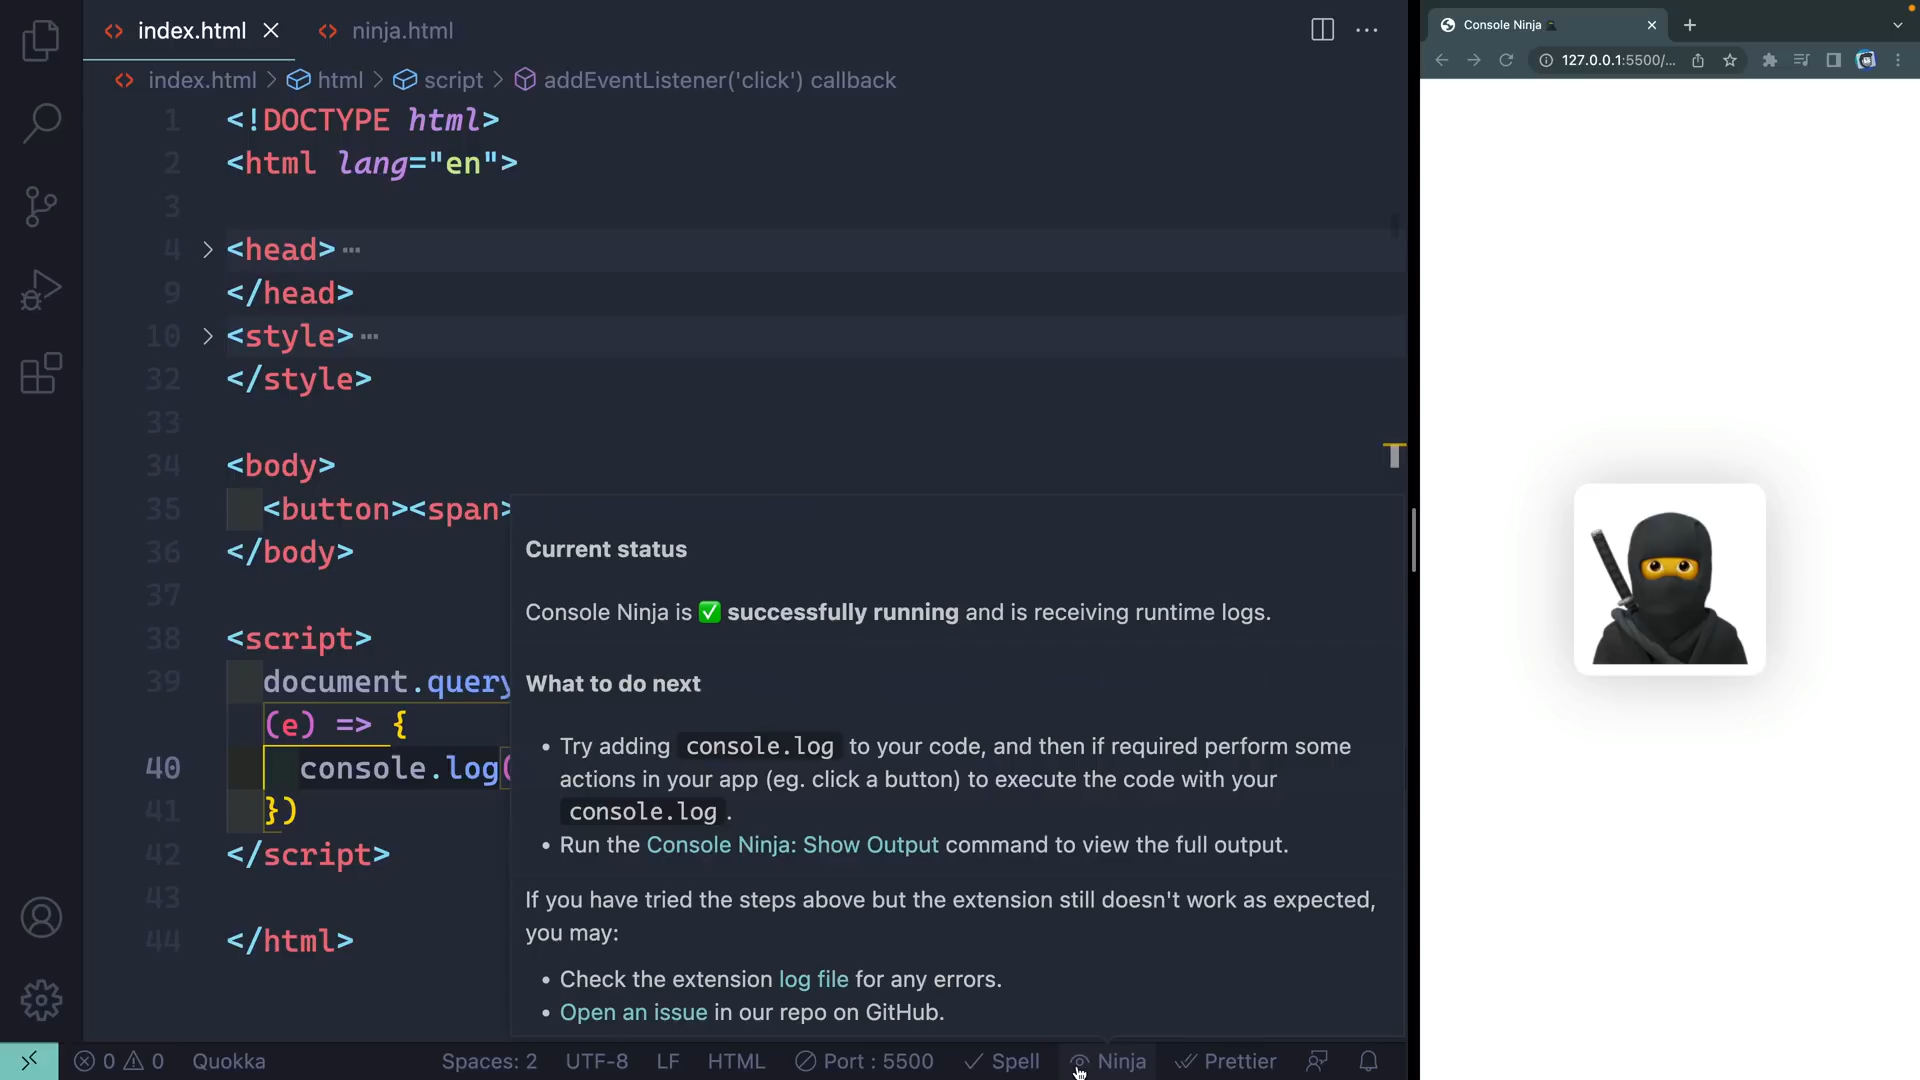 index.html
ninja.html
index.html > html > script > addEventListener('click') callback
1 <!DOCTYPE html>
2 <html lang="en">
3
4 > <head> ···
9 </head>
10 > <style> ···
32 </style>
33
34 <body>
35 <button><span>
36 </body>
37
38 <script>
39 document.query
(e) => {
40 console.log(
41 })
42 </script>
43
44 </html>
Current status
Console Ninja is ✅ successfully running and is receiving runtime logs.
What to do next
• Try adding console.log to your code, and then if required perform some
actions in your app (eg. click a button) to execute the code with your
console.log .
• Run the Console Ninja: Show Output command to view the full output.
If you have tried the steps above but the extension still doesn't work as expected,
you may:
• Check the extension log file for any errors.
• Open an issue in our repo on GitHub.
0 0 Quokka Spaces: 2 UTF-8 LF HTML Port : 5500 Spell Ninja Prettier
Console Ninja
127.0.0.1:5500/...